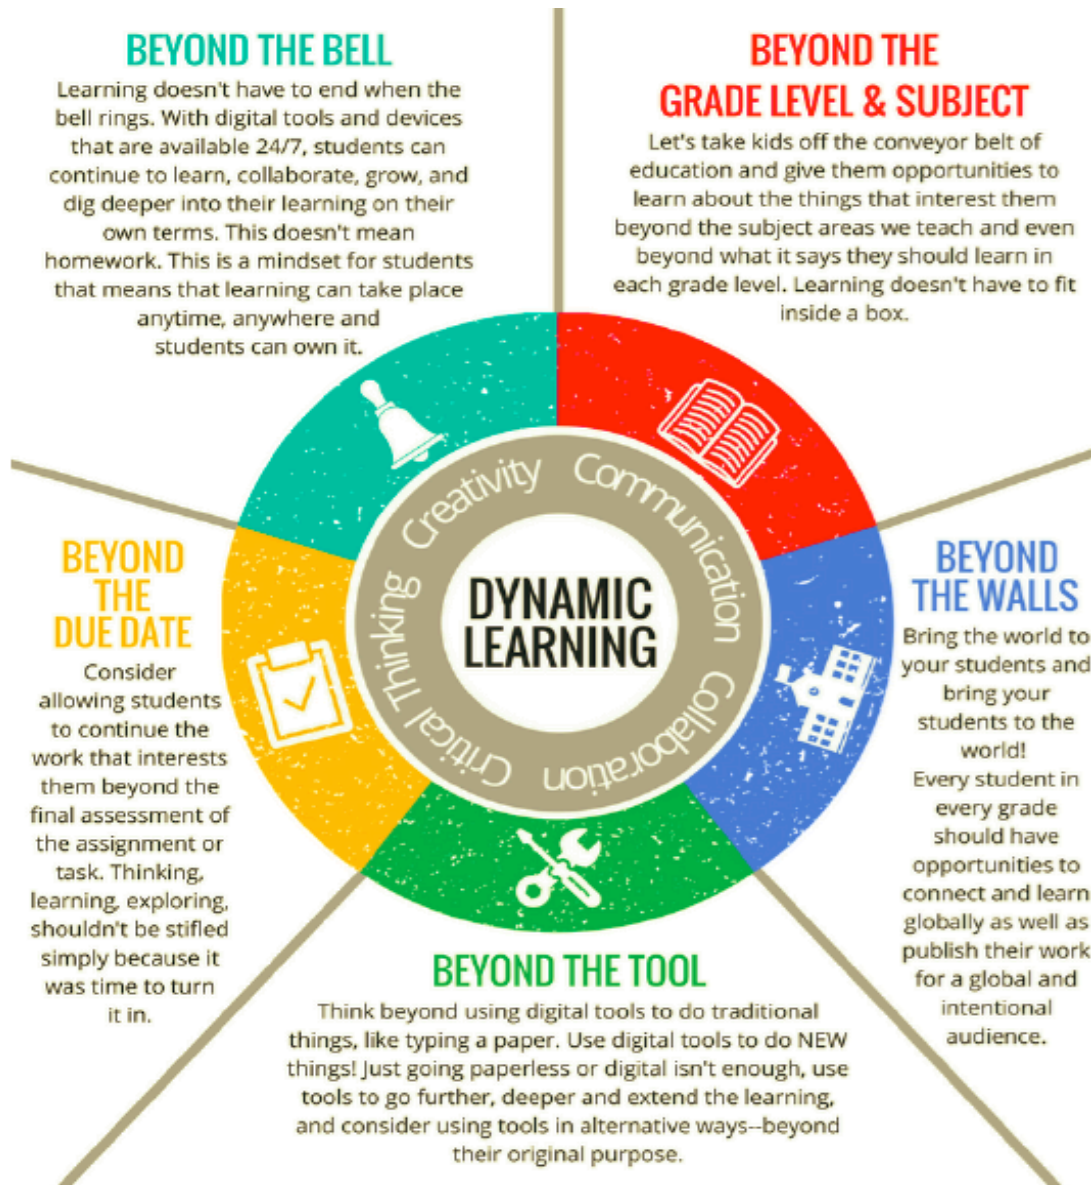 BEYOND THE BELL
Learning doesn't have to end when the
bell rings. With digital tools and devices
that are available 24/7, students can
continue to learn, collaborate, grow, and
dig deeper into their learning on their
own terms. This doesn't mean
homework. This is a mindset for students
that means that learning can take place
anytime, anywhere and
students can own it.
BEYOND THE
GRADE LEVEL & SUBJECT
Let's take kids off the conveyor belt of
education and give them opportunities to
learn about the things that interest them
beyond the subject areas we teach and even
beyond what it says they should learn in
each grade level. Learning doesn't have to fit
inside a box.
BEYOND
THE WALLS
Bring the world to
your students and
bring your
students to the
world!
Every student in
every grade
should have
opportunities to
connect and learn
globally as well as
publish their work
for a global and
intentional
audience.
BEYOND THE TOOL
Think beyond using digital tools to do traditional
things, like typing a paper. Use digital tools to do NEW
things! Just going paperless or digital isn't enough, use
tools to go further, deeper and extend the learning,
and consider using tools in alternative ways--beyond
their original purpose.
BEYOND
THE
DUE DATE
Consider
allowing students
to continue the
work that interests
them beyond the
final assessment of
the assignment or
task. Thinking,
learning, exploring,
shouldn't be stifled
simply because it
was time to turn
it in.
Creativity
Communication
Collaboration
Critical Thinking
DYNAMIC
LEARNING